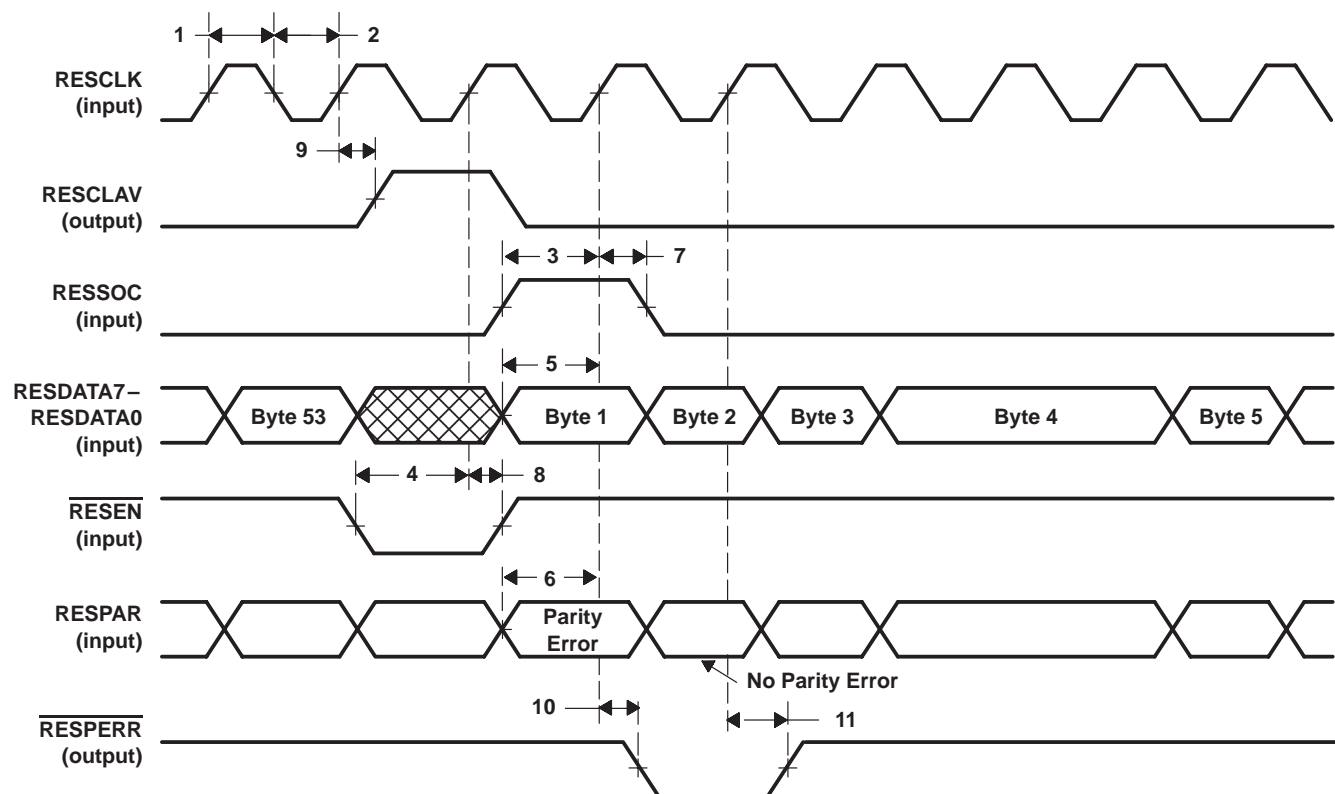 1
2
RESCLK
(input)
9
RESCLAV
(output)
3
7
RESSOC
(input)
5
RESDATA7–
RESDATA0
(input)
Byte 53
Byte 1
Byte 2
Byte 3
Byte 4
Byte 5
4
8
RESEN
(input)
6
RESPAR
(input)
Parity
Error
No Parity Error
10
11
RESPERR
(output)